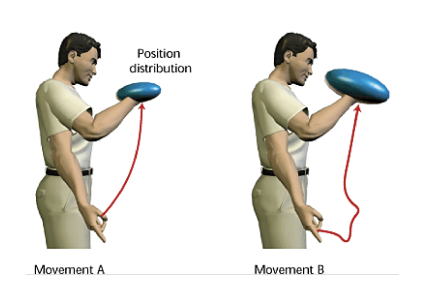 Position
distribution
Movement A
Movement B